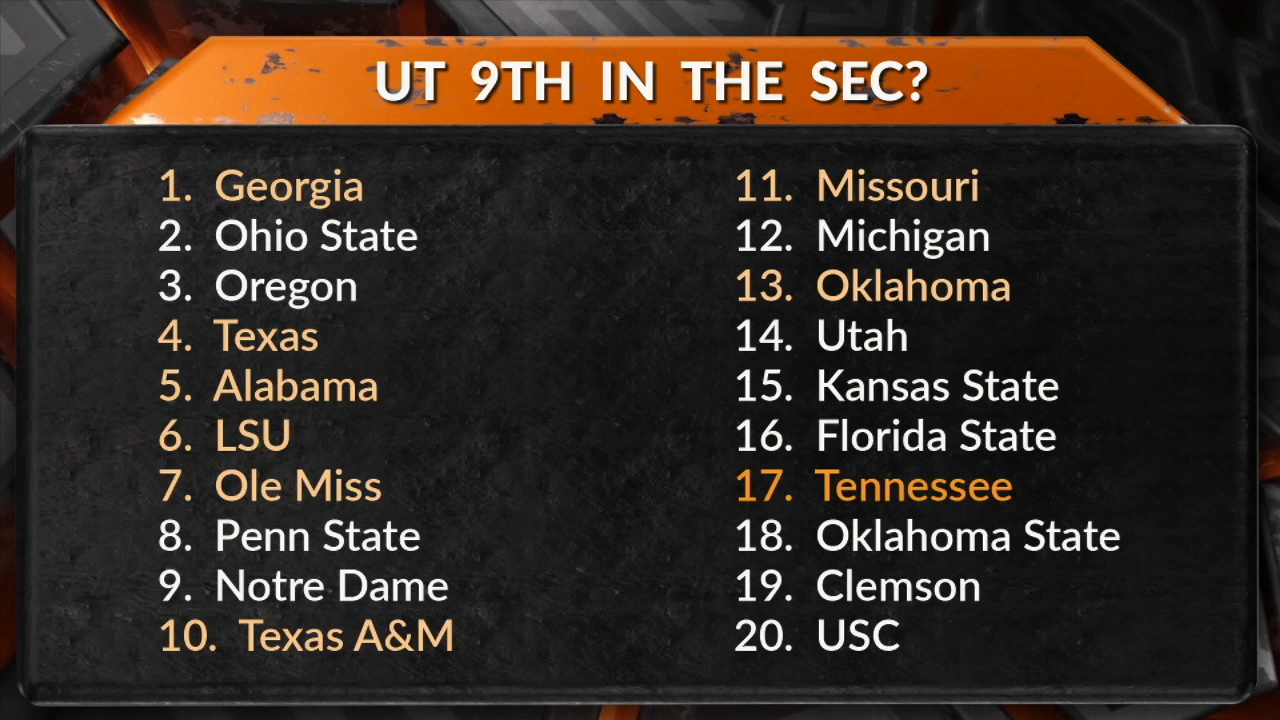 UT 9TH IN THE SEC?
1. Georgia
2. Ohio State
3. Oregon
4. Texas
5. Alabama
6. LSU
7. Ole Miss
8. Penn State
9. Notre Dame
10. Texas A&M
11. Missouri
12. Michigan
13. Oklahoma
14. Utah
15. Kansas State
16. Florida State
17. Tennessee
18. Oklahoma State
19. Clemson
20. USC